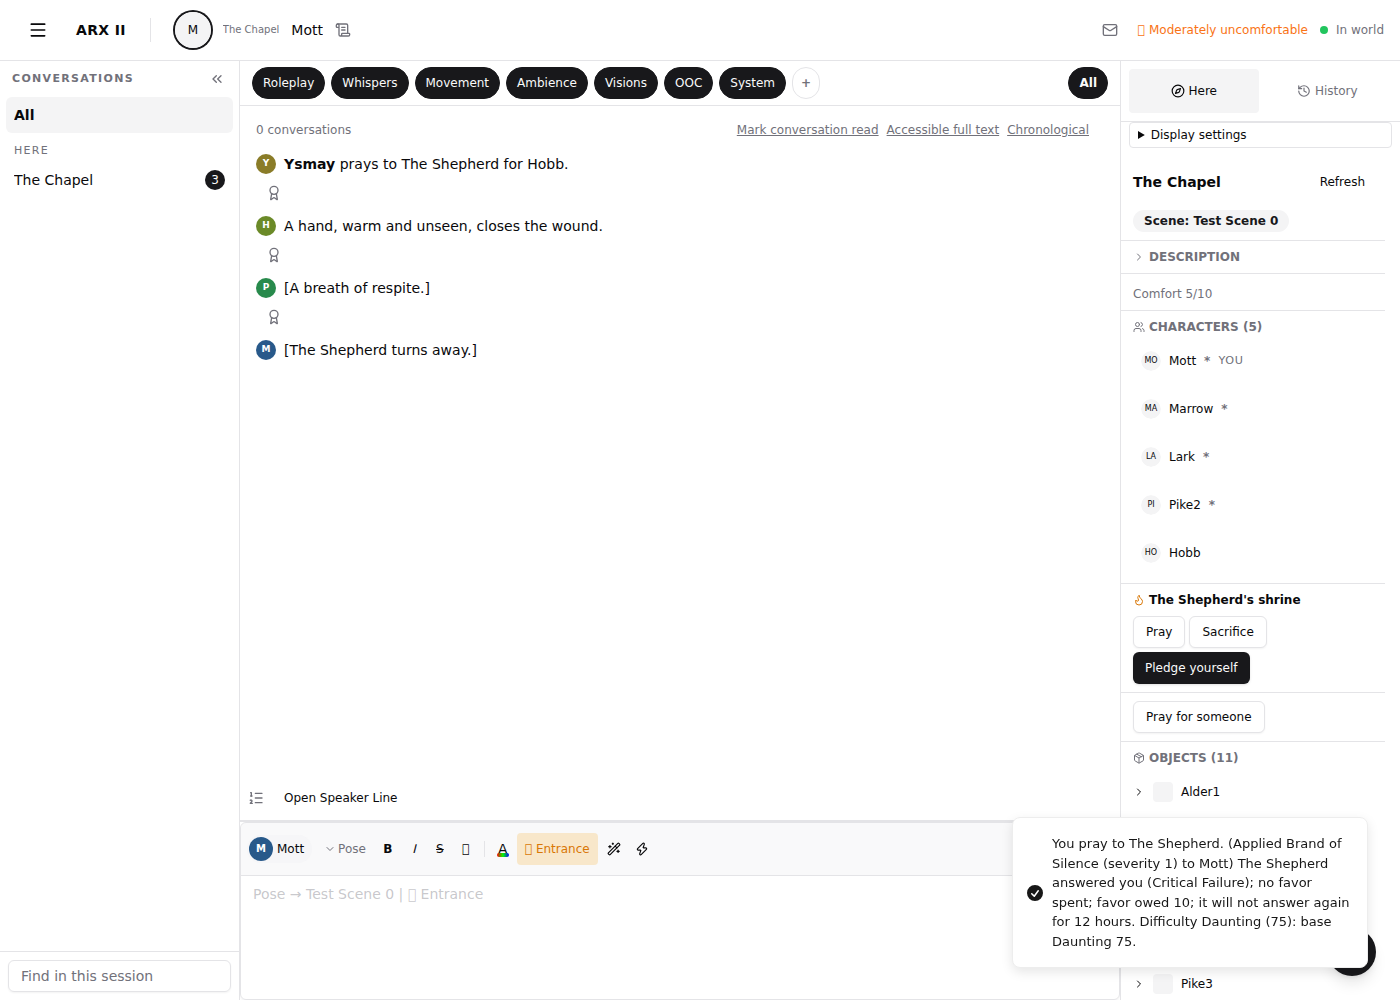 ARX II
M
The Chapel
Mott
Moderately uncomfortable
In world
CONVERSATIONS
All
HERE
The Chapel
3
Find in this session
Roleplay
Whispers
Movement
Ambience
Visions
OOC
System
+
All
0 conversations
Mark conversation read
Accessible full text
Chronological
Y
Ysmay prays to The Shepherd for Hobb.
H
A hand, warm and unseen, closes the wound.
P
[A breath of respite.]
M
[The Shepherd turns away.]
Open Speaker Line
M
Mott
Pose
B
I
S
A
Entrance
Pose → Test Scene 0 | Entrance
Here
History
Display settings
The Chapel
Refresh
Scene: Test Scene 0
DESCRIPTION
Comfort 5/10
CHARACTERS (5)
MO
Mott * YOU
MA
Marrow *
LA
Lark *
PI
Pike2 *
HO
Hobb
The Shepherd's shrine
Pray
Sacrifice
Pledge yourself
Pray for someone
OBJECTS (11)
Alder1
You pray to The Shepherd. (Applied Brand of
Silence (severity 1) to Mott) The Shepherd
answered you (Critical Failure); no favor
spent; favor owed 10; it will not answer again
for 12 hours. Difficulty Daunting (75): base
Daunting 75.
Pike3